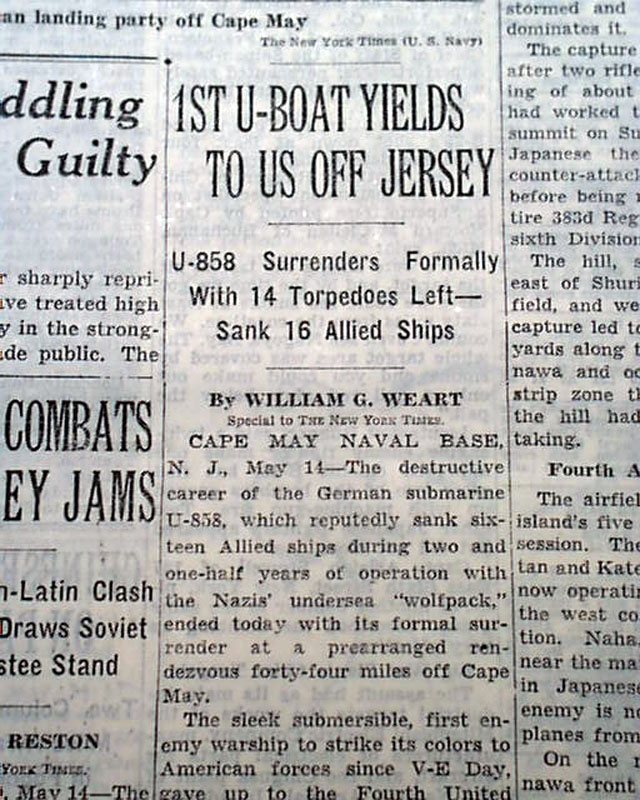 an landing party off Cape May
The New York Times (U. S. Navy)
ddling
Guilty
r sharply repri-
ave treated high
y in the strong-
de public. The
COMBATS
EY JAMS
n-Latin Clash
Draws Soviet
stee Stand
RESTON
YORK TIMES.
, May 14—The
1ST U-BOAT YIELDS
TO US OFF JERSEY
U-858 Surrenders Formally
With 14 Torpedoes Left—
Sank 16 Allied Ships
By WILLIAM G. WEART
Special to THE NEW YORK TIMES.
CAPE MAY NAVAL BASE,
N. J., May 14—The destructive
career of the German submarine
U-858, which reputedly sank six-
teen Allied ships during two and
one-half years of operation with
the Nazis' undersea "wolfpack,"
ended today with its formal sur-
render at a prearranged ren-
dezvous forty-four miles off Cape
May.
The sleek submersible, first en-
emy warship to strike its colors to
American forces since V-E Day,
gave up to the Fourth United
stormed and
dominates it.
The capture
after two rifle
ing of about
had worked t
summit on Su
Japanese the
counter-attack
before being r
tire 383d Reg
sixth Division
The hill, s
east of Shuri
field, and we
capture led to
yards along t
nawa and oc
strip zone th
the hill had
taking.
Fourth A
The airfiel
island's five
session. The
tan and Kate
now operatin
the west co
tion. Naha,
near the ma
in Japanese
enemy is no
planes from
On the r
nawa front